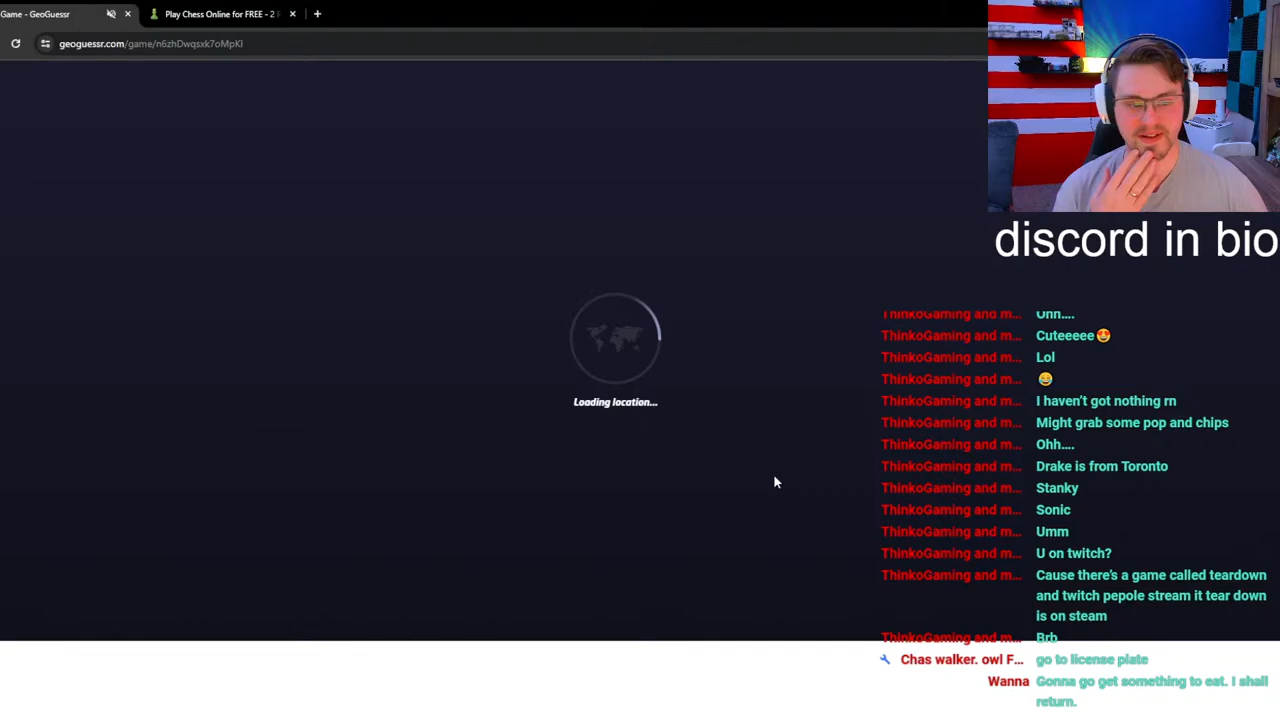 Game - GeoGuessr
Play Chess Online for FREE - 2
geoguessr.com/game/n6zhDwqsxk7oMpKl
discord in bio
Loading location...
ThinkoGaming and m... Ohh....
ThinkoGaming and m... Cuteeeee😍
ThinkoGaming and m... Lol
ThinkoGaming and m... 😂
ThinkoGaming and m... I haven't got nothing rn
ThinkoGaming and m... Might grab some pop and chips
ThinkoGaming and m... Ohh....
ThinkoGaming and m... Drake is from Toronto
ThinkoGaming and m... Stanky
ThinkoGaming and m... Sonic
ThinkoGaming and m... Umm
ThinkoGaming and m... U on twitch?
ThinkoGaming and m... Cause there's a game called teardown
and twitch pepole stream it tear down
is on steam
ThinkoGaming and m... Brb
Chas walker. owl F... go to license plate
Wanna Gonna go get something to eat. I shall
return.